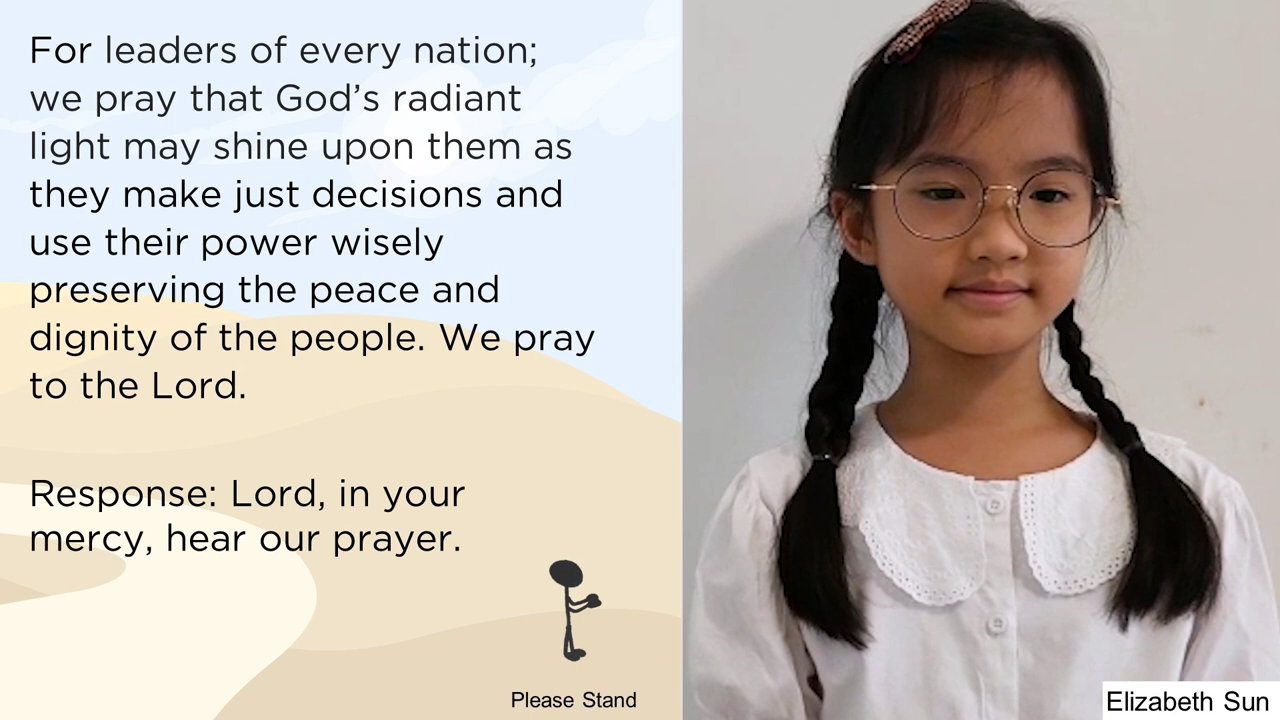 For leaders of every nation;
we pray that God’s radiant
light may shine upon them as
they make just decisions and
use their power wisely
preserving the peace and
dignity of the people. We pray
to the Lord.
Response: Lord, in your
mercy, hear our prayer.
Please Stand
Elizabeth Sun